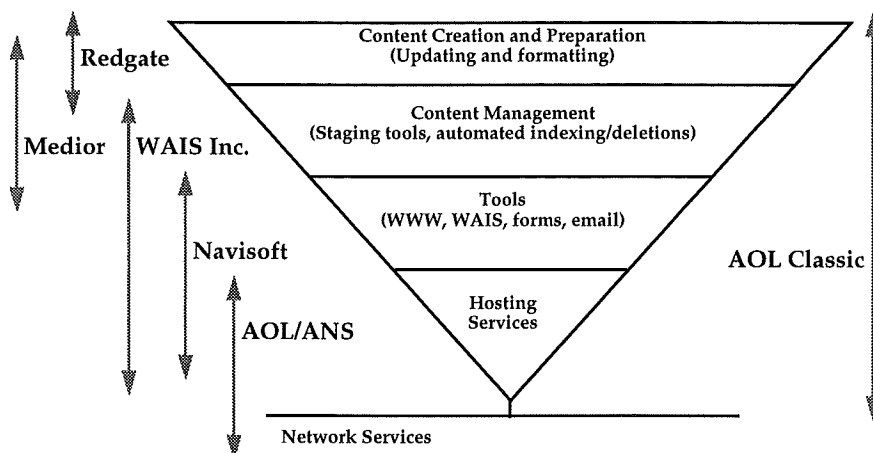 Content Creation and Preparation
(Updating and formatting)
Redgate
Content Management
(Staging tools, automated indexing/deletions)
Medior
WAIS Inc.
Tools
(WWW, WAIS, forms, email)
Navisoft
AOL Classic
Hosting
Services
AOL/ANS
Network Services